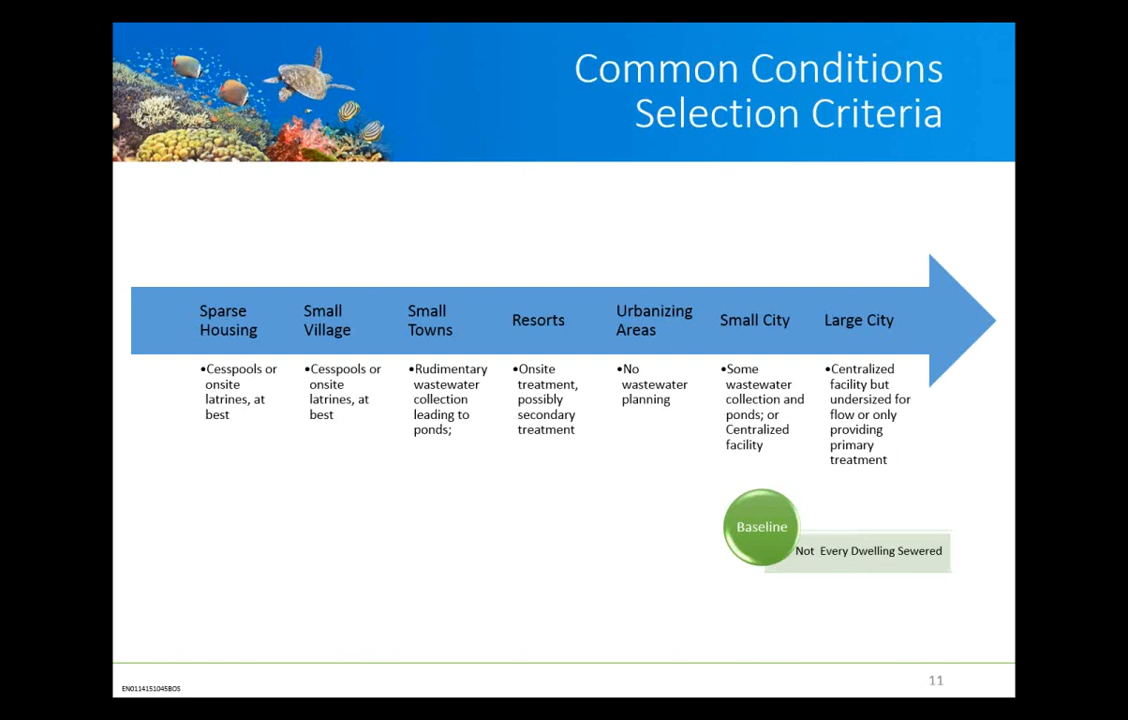 Common Conditions
Selection Criteria
Sparse
Housing
•Cesspools or
onsite
latrines, at
best
Small
Village
•Cesspools or
onsite
latrines, at
best
Small
Towns
•Rudimentary
wastewater
collection
leading to
ponds;
Resorts
•Onsite
treatment,
possibly
secondary
treatment
Urbanizing
Areas
•No
wastewater
planning
Small City
•Some
wastewater
collection and
ponds; or
Centralized
facility
Large City
•Centralized
facility but
undersized for
flow or only
providing
primary
treatment
Baseline
Not Every Dwelling Sewered
EN0114151045BOS
11